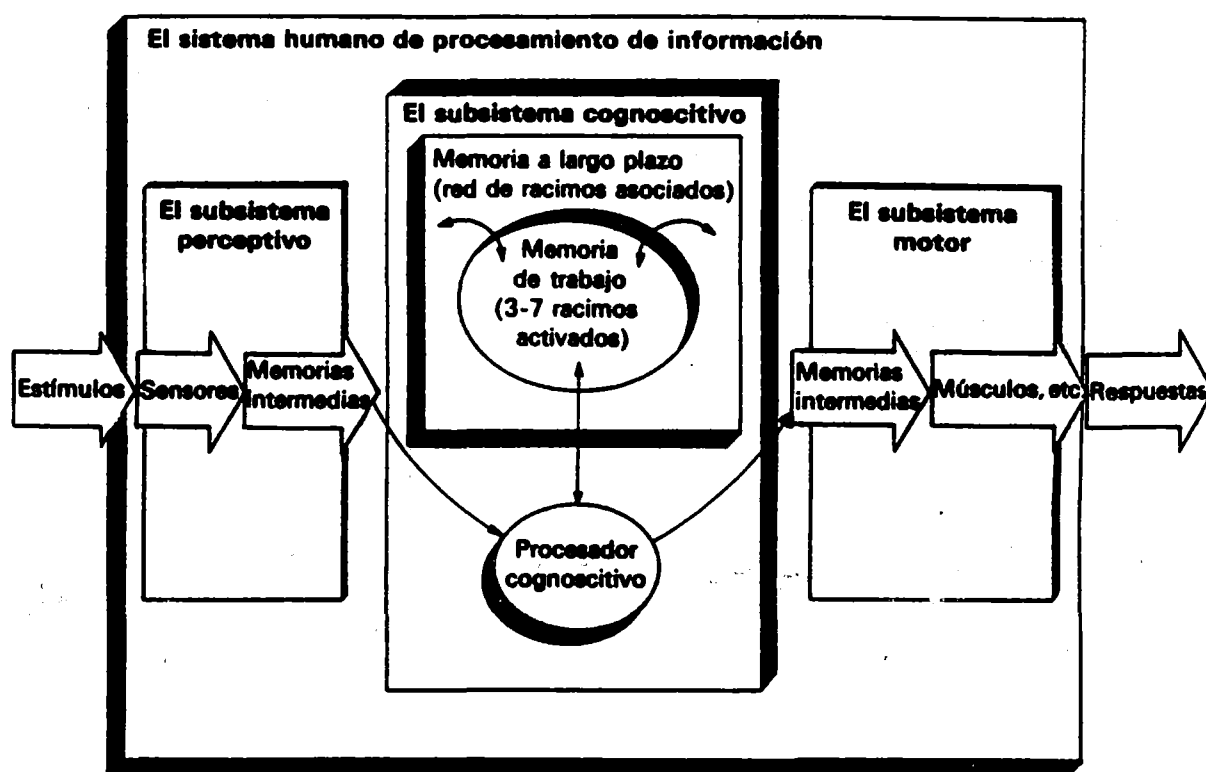 El sistema humano de procesamiento de información
El subsistema cognoscitivo
Memoria a largo plazo
(red de racimos asociados)
Memoria
de trabajo
(3-7 racimos
activados)
Procesador
cognoscitivo
El subsistema
perceptivo
Estímulos
Sensores
Memorias
intermedias
El subsistema
motor
Memorias
intermedias
Músculos, etc.
Respuestas